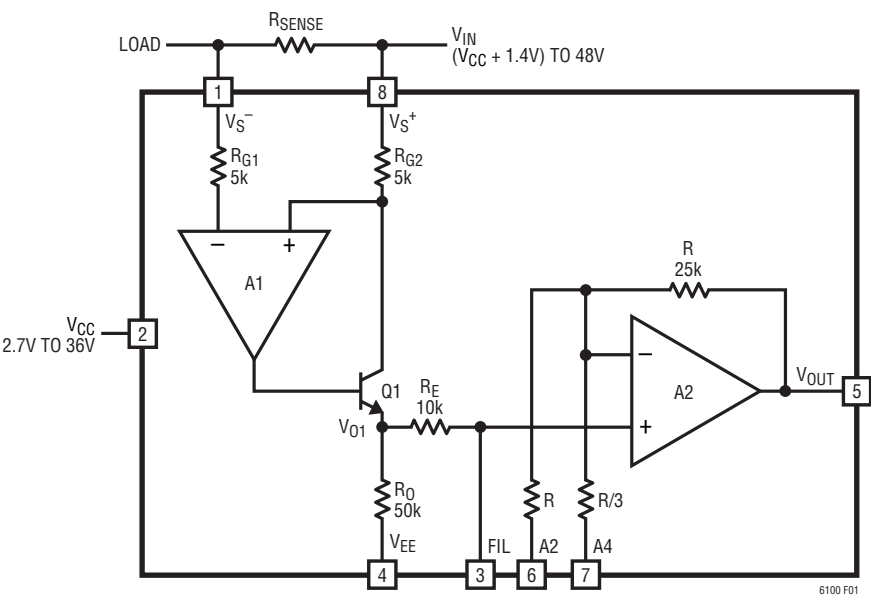 R_SENSE
LOAD
V_IN
(V_CC + 1.4V) TO 48V
1
8
V_S^–
V_S^+
R_G1
5k
R_G2
5k
–
+
A1
R
25k
V_CC
2.7V TO 36V
2
–
+
A2
V_OUT
5
Q1
R_E
10k
V_O1
R_O
50k
R
R/3
V_EE
FIL
A2
A4
4
3
6
7
6100 F01